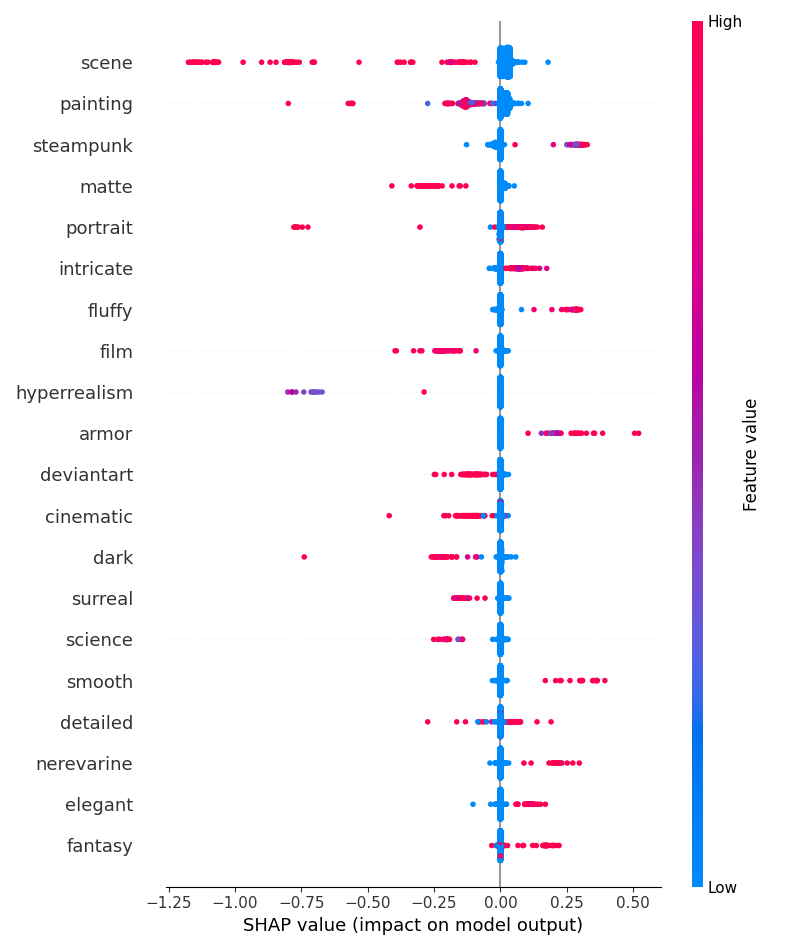 High
scene
painting
steampunk
matte
portrait
intricate
fluffy
film
hyperrealism
armor
deviantart
cinematic
dark
surreal
science
smooth
detailed
nerevarine
elegant
fantasy
Feature value
Low
−1.25 −1.00 −0.75 −0.50 −0.25 0.00 0.25 0.50
SHAP value (impact on model output)